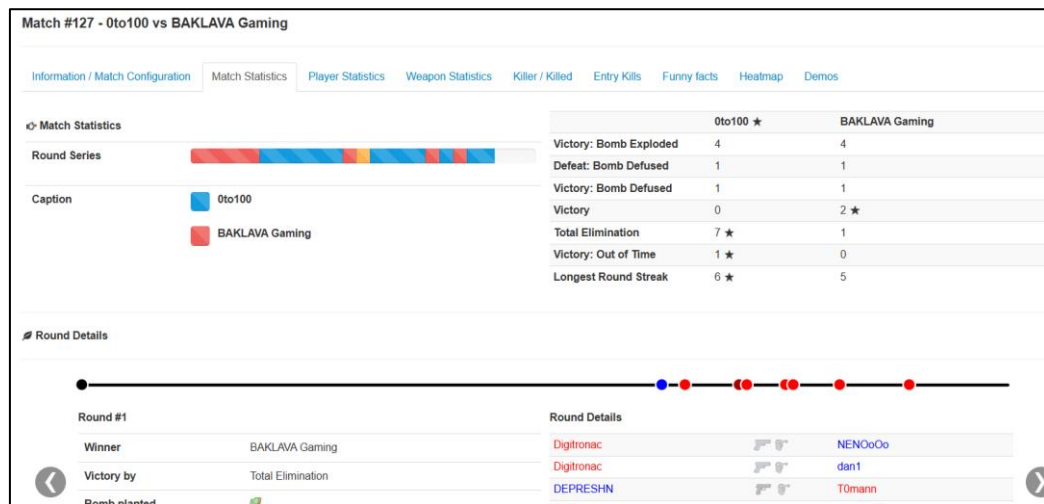 Match #127 - 0to100 vs BAKLAVA Gaming
Information / Match Configuration Match Statistics Player Statistics Weapon Statistics Killer / Killed Entry Kills Funny facts Heatmap Demos
Match Statistics
Round Series
Caption 0to100
BAKLAVA Gaming
0to100 ★ BAKLAVA Gaming
Victory: Bomb Exploded 4 4
Defeat: Bomb Defused 1 1
Victory: Bomb Defused 1 1
Victory 0 2 ★
Total Elimination 7 ★ 1
Victory: Out of Time 1 ★ 0
Longest Round Streak 6 ★ 5
Round Details
Round #1
Winner BAKLAVA Gaming
Victory by Total Elimination
Bomb planted
Round Details
Digitronac NENOoOo
Digitronac dan1
DEPRESHN T0mann